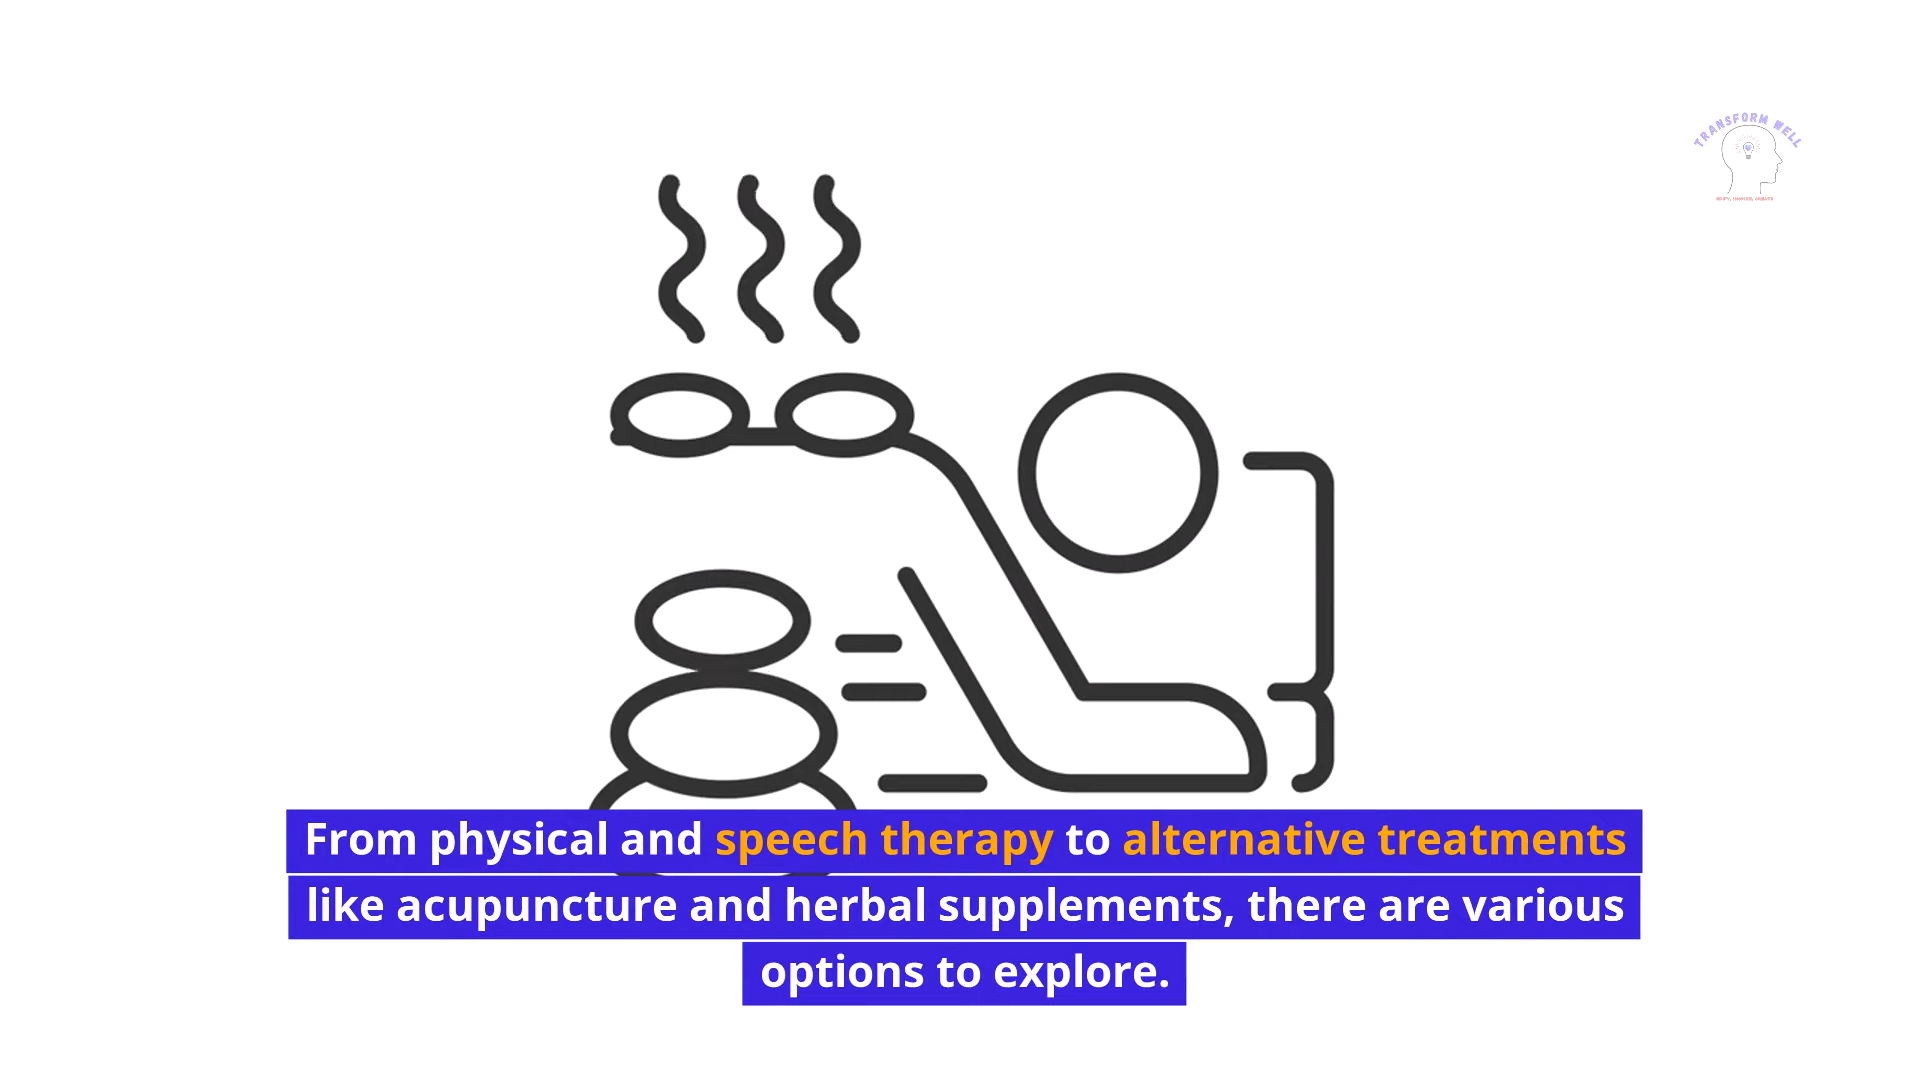 TRANSFORM WELL
From physical and speech therapy to alternative treatments
like acupuncture and herbal supplements, there are various
options to explore.